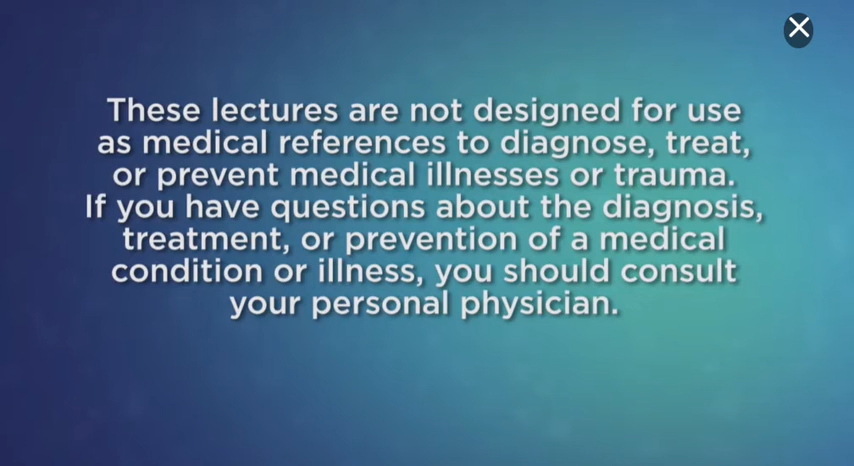 These lectures are not designed for use
as medical references to diagnose, treat,
or prevent medical illnesses or trauma.
If you have questions about the diagnosis,
treatment, or prevention of a medical
condition or illness, you should consult
your personal physician.